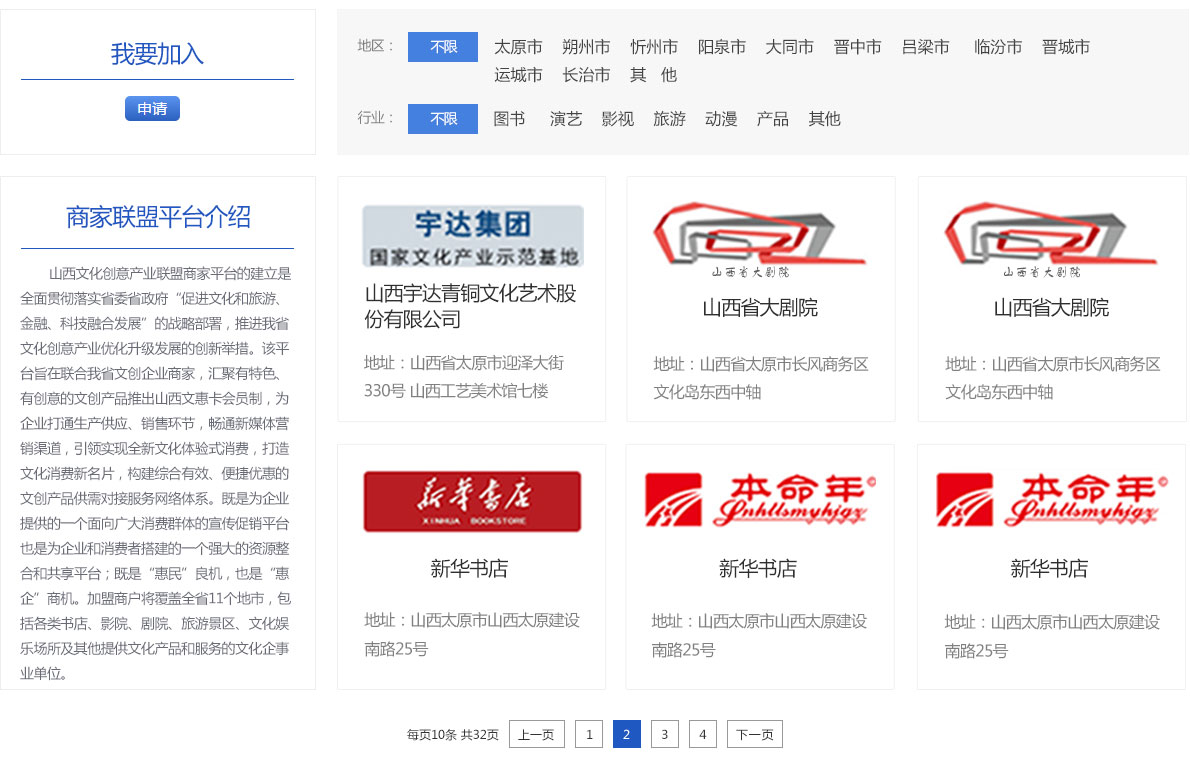 我要加入
申请
地区：
不限
太原市 朔州市 忻州市 阳泉市 大同市 晋中市 吕梁市 临汾市 晋城市
运城市 长治市 其 他
行业：
不限
图书 演艺 影视 旅游 动漫 产品 其他
商家联盟平台介绍
山西文化创意产业联盟商家平台的建立是
全面贯彻落实省委省政府“促进文化和旅游、
金融、科技融合发展”的战略部署，推进我省
文化创意产业优化升级发展的创新举措。该平
台旨在联合我省文创企业商家，汇聚有特色、
有创意的文创产品推出山西文惠卡会员制，为
企业打通生产供应、销售环节，畅通新媒体营
销渠道，引领实现全新文化体验式消费，打造
文化消费新名片，构建综合有效、便捷优惠的
文创产品供需对接服务网络体系。既是为企业
提供的一个面向广大消费群体的宣传促销平台
也是为企业和消费者搭建的一个强大的资源整
合和共享平台；既是“惠民”良机，也是“惠
企”商机。加盟商户将覆盖全省11个地市，包
括各类书店、影院、剧院、旅游景区、文化娱
乐场所及其他提供文化产品和服务的文化企事
业单位。
宇达集团
国家文化产业示范基地
山西宇达青铜文化艺术股
份有限公司
地址：山西省太原市迎泽大街
330号 山西工艺美术馆七楼
山西省大剧院
山西省大剧院
地址：山西省太原市长风商务区
文化岛东西中轴
山西省大剧院
山西省大剧院
地址：山西省太原市长风商务区
文化岛东西中轴
新华书店
XINHUA BOOKSTORE
新华书店
地址：山西太原市山西太原建设
南路25号
本命年©
新华书店
地址：山西太原市山西太原建设
南路25号
本命年©
新华书店
地址：山西太原市山西太原建设
南路25号
每页10条 共32页 上一页 1 2 3 4 下一页